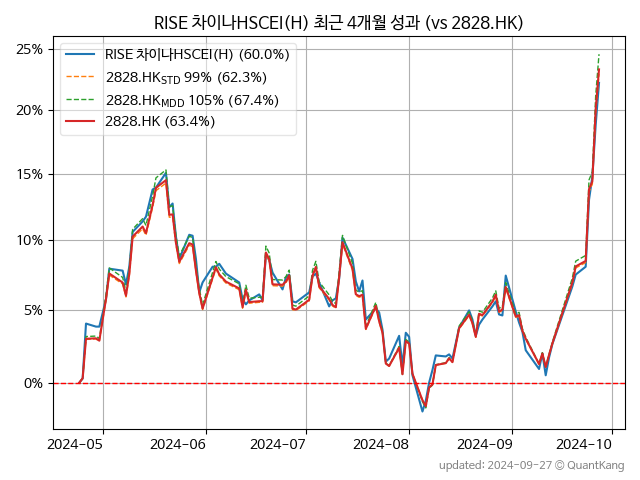 RISE 차이나HSCEI(H) 최근 4개월 성과 (vs 2828.HK)
25%
20%
15%
10%
5%
0%
RISE 차이나HSCEI(H) (60.0%)
2828.HKSTD 99% (62.3%)
2828.HKMDD 105% (67.4%)
2828.HK (63.4%)
2024-05 2024-06 2024-07 2024-08 2024-09 2024-10
updated: 2024-09-27 © QuantKang